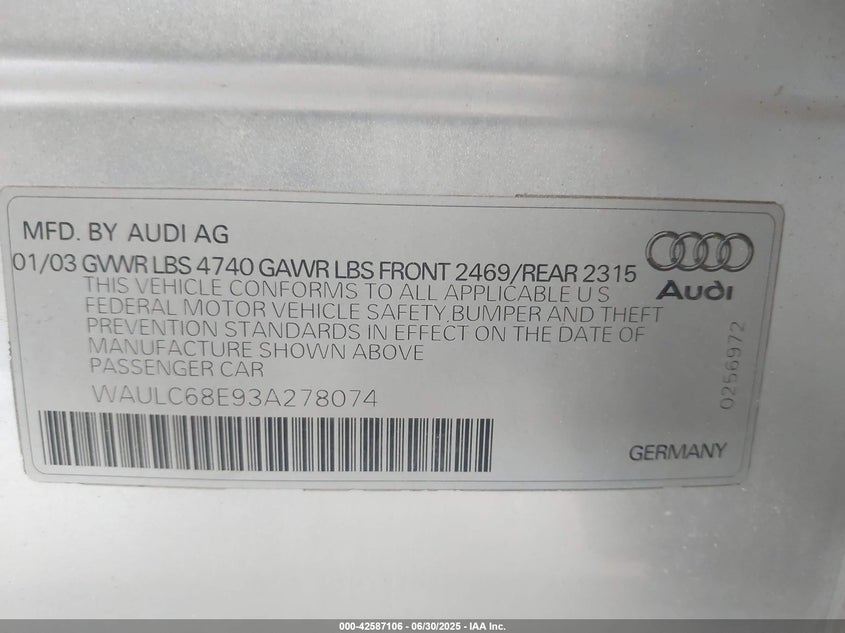 MFD. BY AUDI AG
01/03 GVWR LBS 4740 GAWR LBS FRONT 2469/REAR 2315
THIS VEHICLE CONFORMS TO ALL APPLICABLE U S
FEDERAL MOTOR VEHICLE SAFETY, BUMPER AND THEFT
PREVENTION STANDARDS IN EFFECT ON THE DATE OF
MANUFACTURE SHOWN ABOVE
PASSENGER CAR
WAULC68E93A278074
Audi
0256972
GERMANY
000-42587106 - 06/30/2025 - IAA Inc.